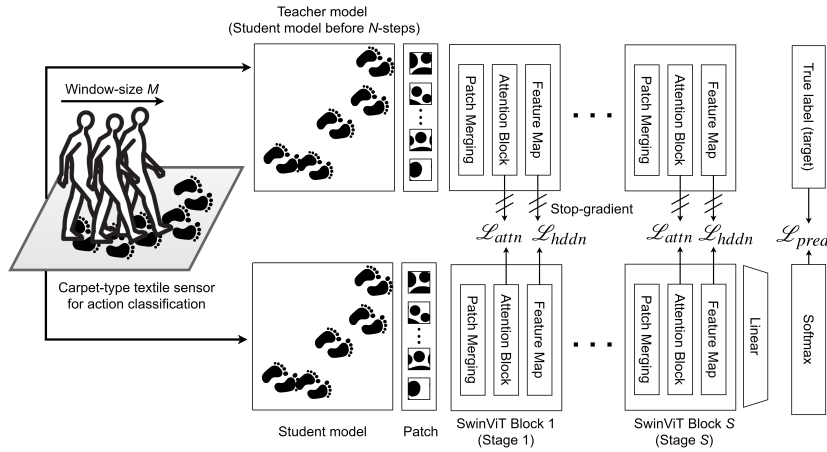 Teacher model
(Student model before N-steps)
Window-size M
Patch Merging
Attention Block
Feature Map
Patch Merging
Attention Block
Feature Map
True label (target)
Stop-gradient
ℒattn
ℒhddn
ℒattn
ℒhddn
ℒpred
Carpet-type textile sensor
for action classification
Patch Merging
Attention Block
Feature Map
Patch Merging
Attention Block
Feature Map
Linear
Softmax
Student model
Patch
SwinViT Block 1
(Stage 1)
SwinViT Block S
(Stage S)